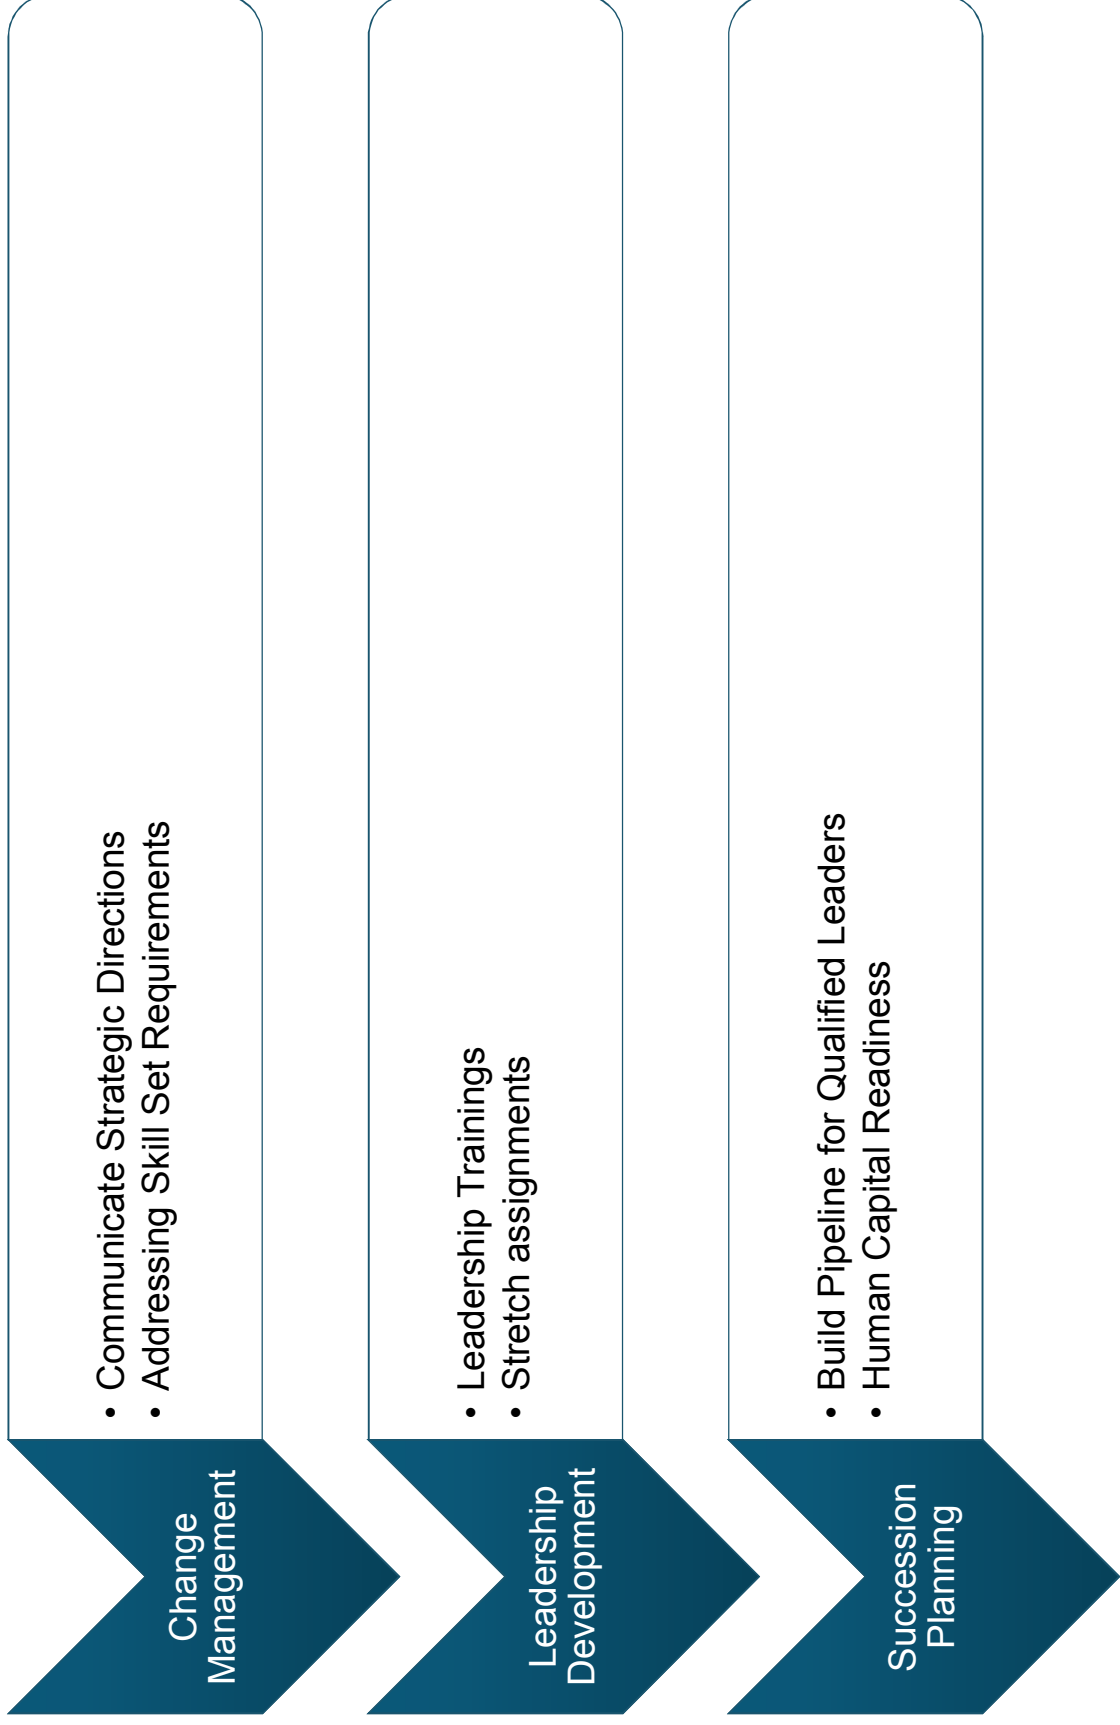 Change
Management
• Communicate Strategic Directions
• Addressing Skill Set Requirements
Leadership
Development
• Leadership Trainings
• Stretch assignments
Succession
Planning
• Build Pipeline for Qualified Leaders
• Human Capital Readiness